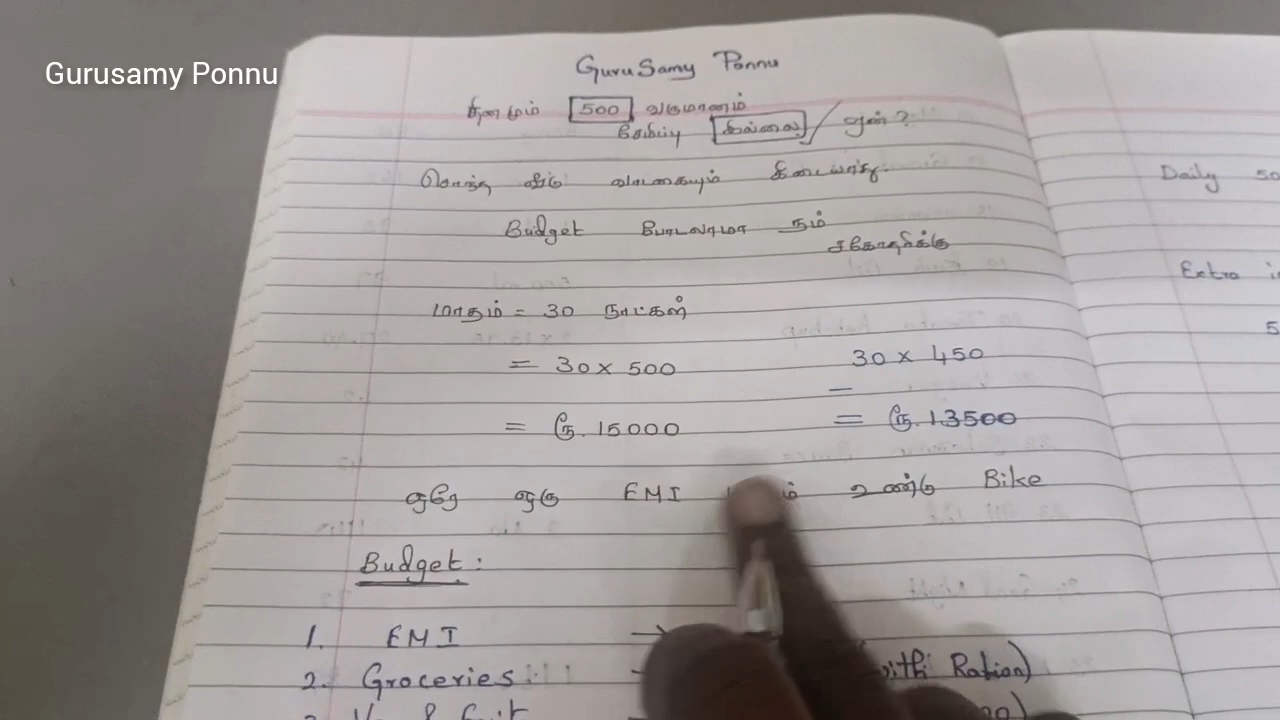 Gurusamy Ponnu
GuruSamy Ponnu
தினமும் 500 வருமானம்
சேமிப்பு இல்லை / ஏன் ?
சொந்த வீடு வாடகையும் கிடையாது.
Budget போடலாமா நம்
சகோதரிக்கு
மாதம் = 30 நாட்கள்
= 30 x 500
30 x 450
= ரூ. 15000
= ரூ. 13500
ஒரே ஒரு EMI உண்டு Bike
Budget :
1. EMI →
2. Groceries (with Ration)
Daily
Extra